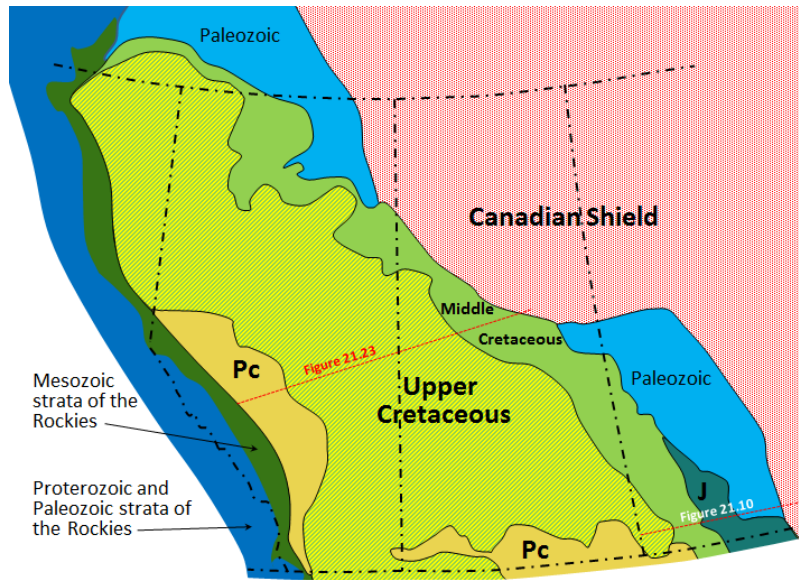 Paleozoic
Canadian Shield
Middle
Cretaceous
Figure 21.23
Pc
Upper
Cretaceous
Paleozoic
Mesozoic
strata of the
Rockies
Proterozoic and
Paleozoic strata of
the Rockies
J
Figure 21.10
Pc